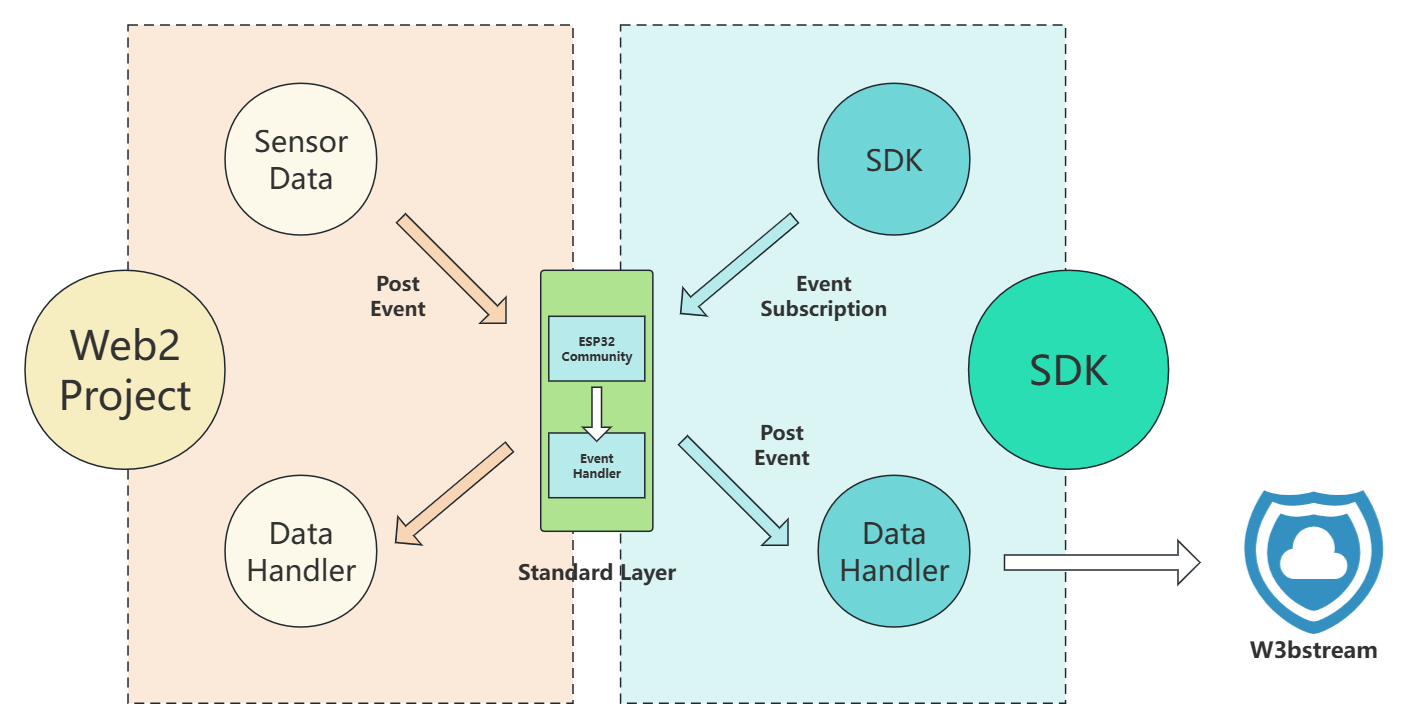 Sensor
Data
SDK
Post
Event
Event
Subscription
Web2
Project
ESP32
Community
SDK
Event
Handler
Post
Event
Data
Handler
Data
Handler
Standard Layer
W3bstream